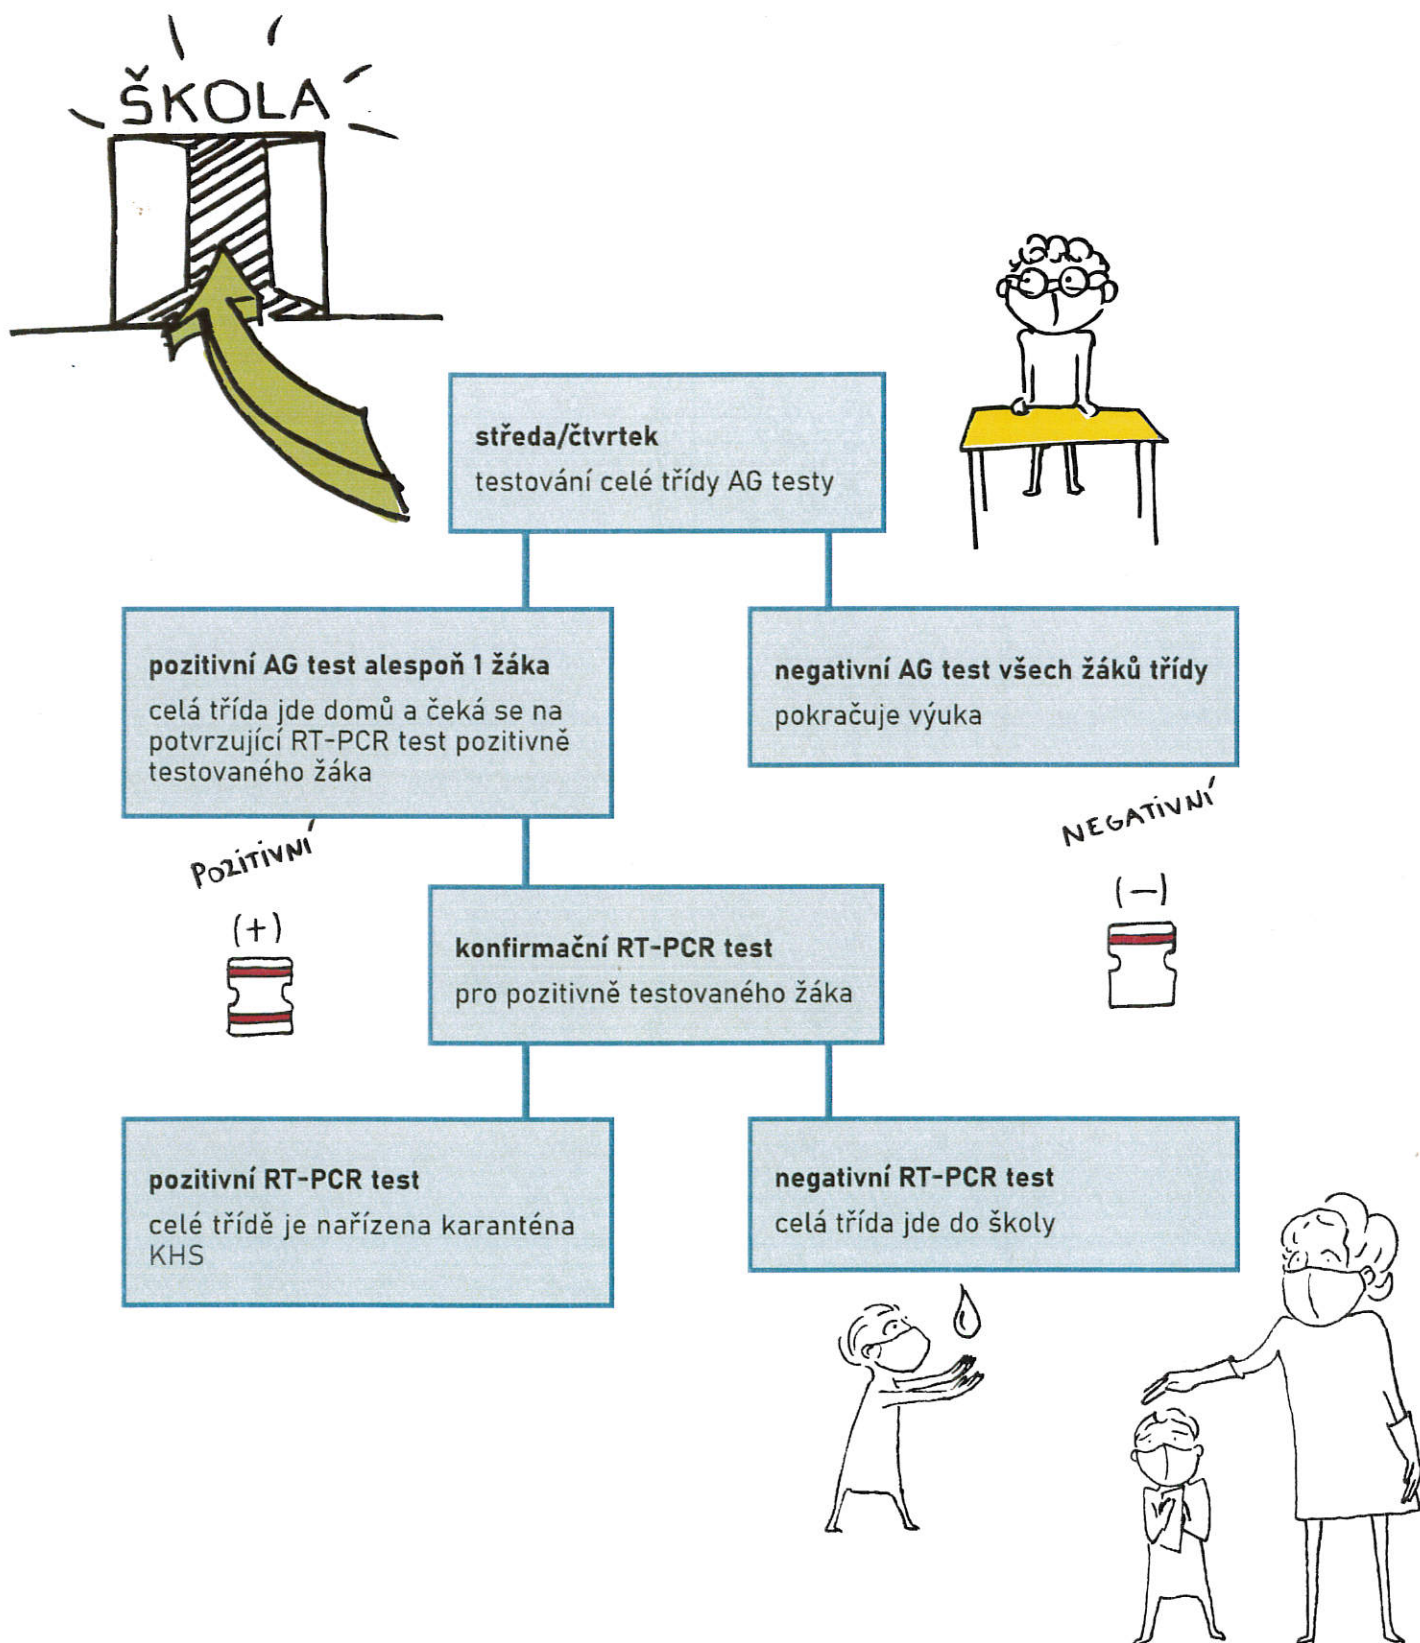 ŠKOLA
středa/čtvrtek
testování celé třídy AG testy
pozitivní AG test alespoň 1 žáka
celá třída jde domů a čeká se na
potvrzující RT-PCR test pozitivně
testovaného žáka
negativní AG test všech žáků třídy
pokračuje výuka
POZITIVNÍ
(+)
NEGATIVNÍ
(-)
konfirmační RT-PCR test
pro pozitivně testovaného žáka
pozitivní RT-PCR test
celé třídě je nařízena karanténa
KHS
negativní RT-PCR test
celá třída jde do školy